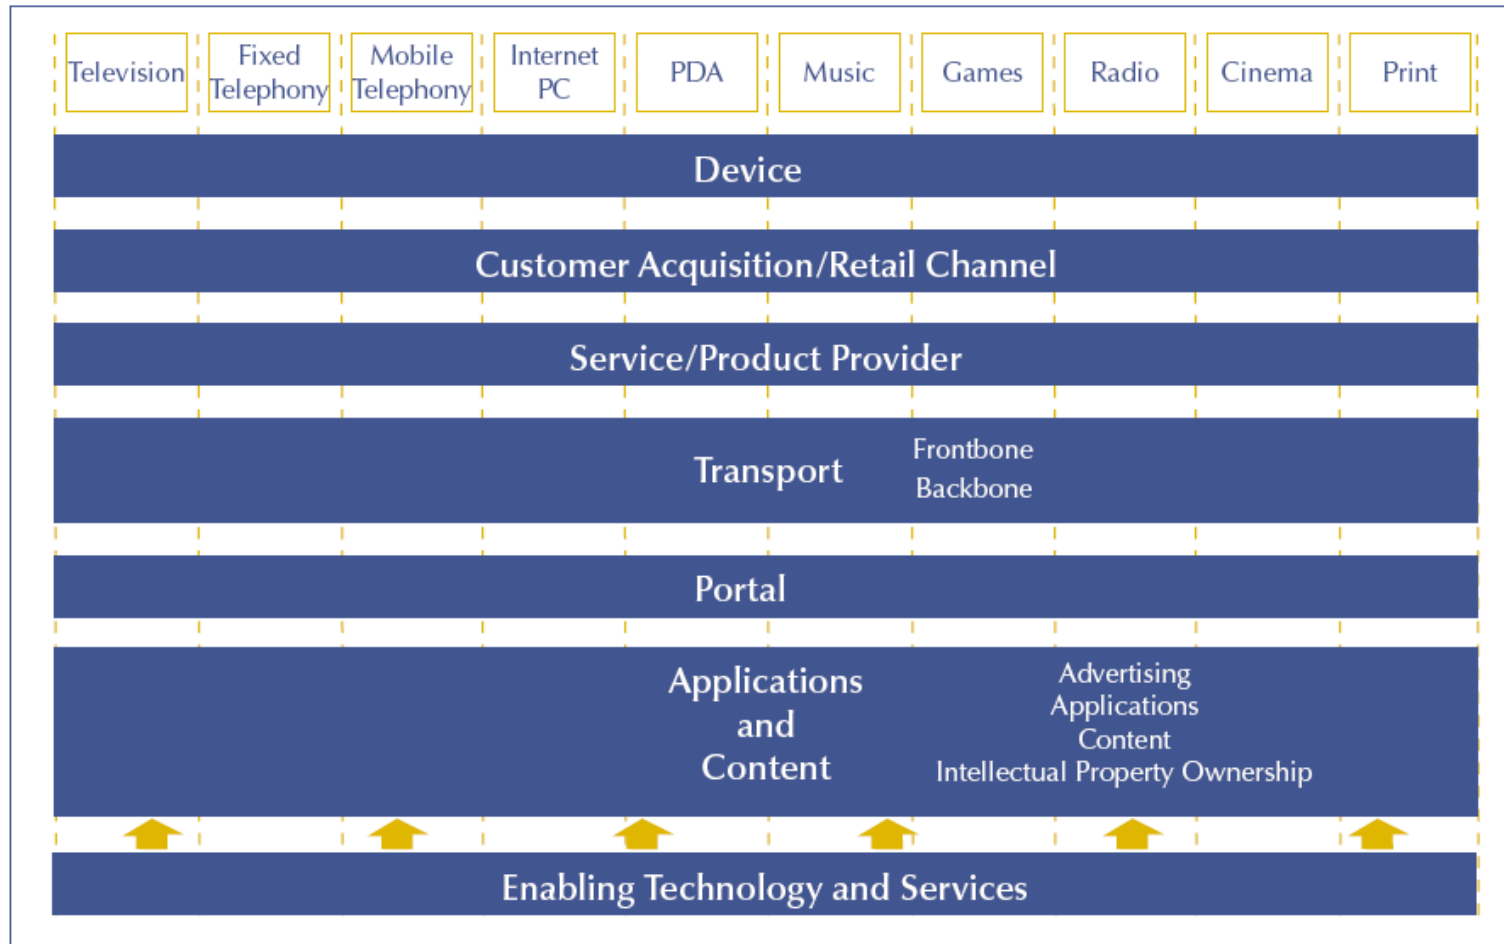 Television
Fixed
Telephony
Mobile
Telephony
Internet
PC
PDA
Music
Games
Radio
Cinema
Print
Device
Customer Acquisition/Retail Channel
Service/Product Provider
Transport
Frontbone
Backbone
Portal
Applications
and
Content
Advertising
Applications
Content
Intellectual Property Ownership
Enabling Technology and Services